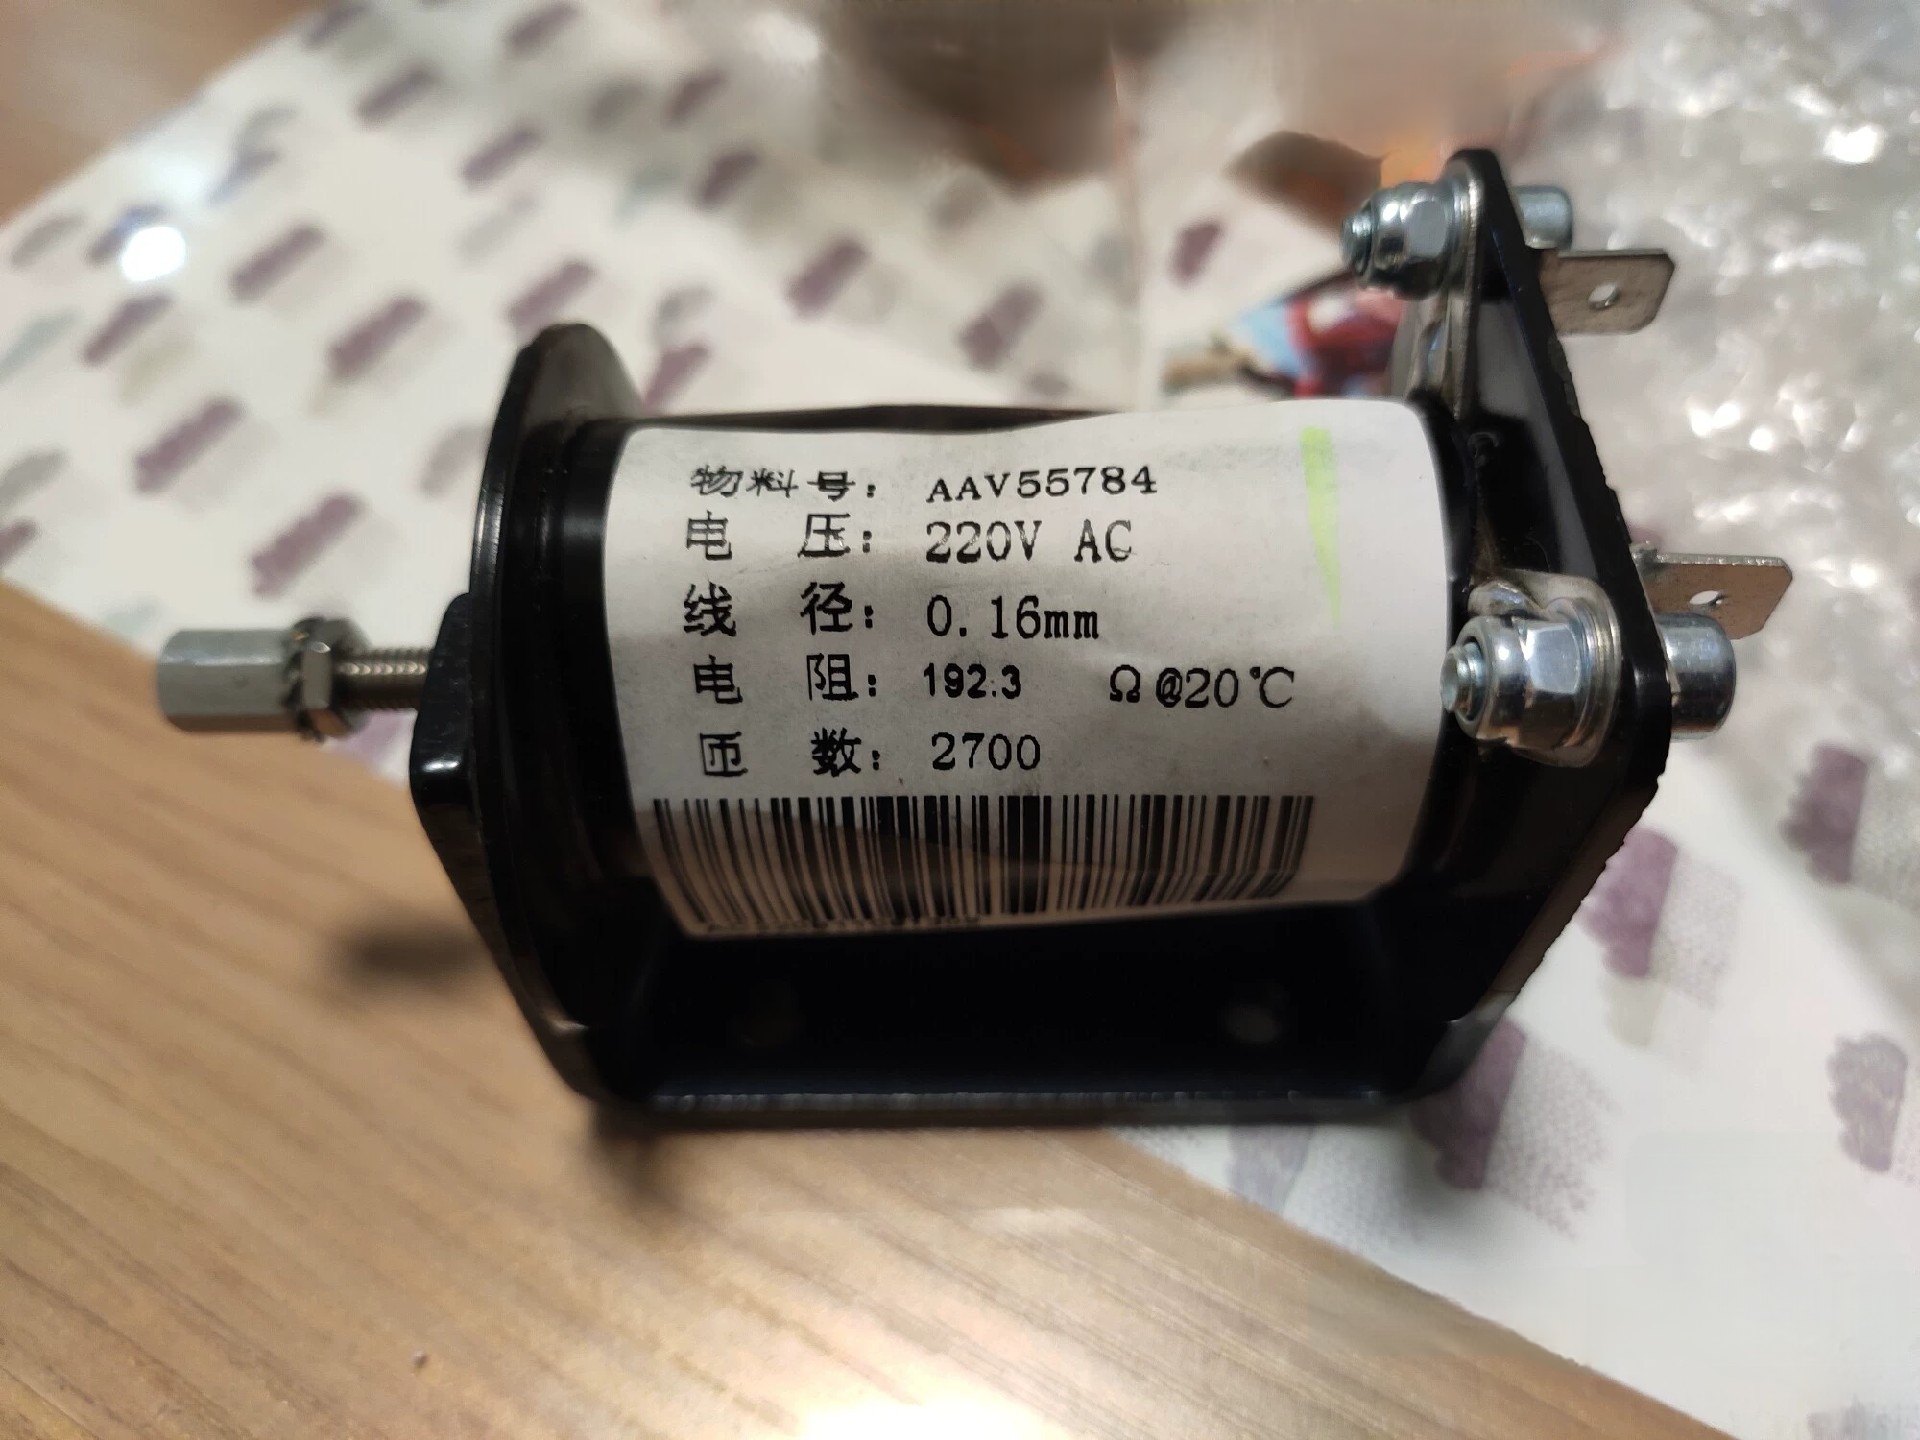 物料号: AAV55784
电 压: 220V AC
线 径: 0.16mm
电 阻: 192.3 Ω@20℃
匝 数: 2700